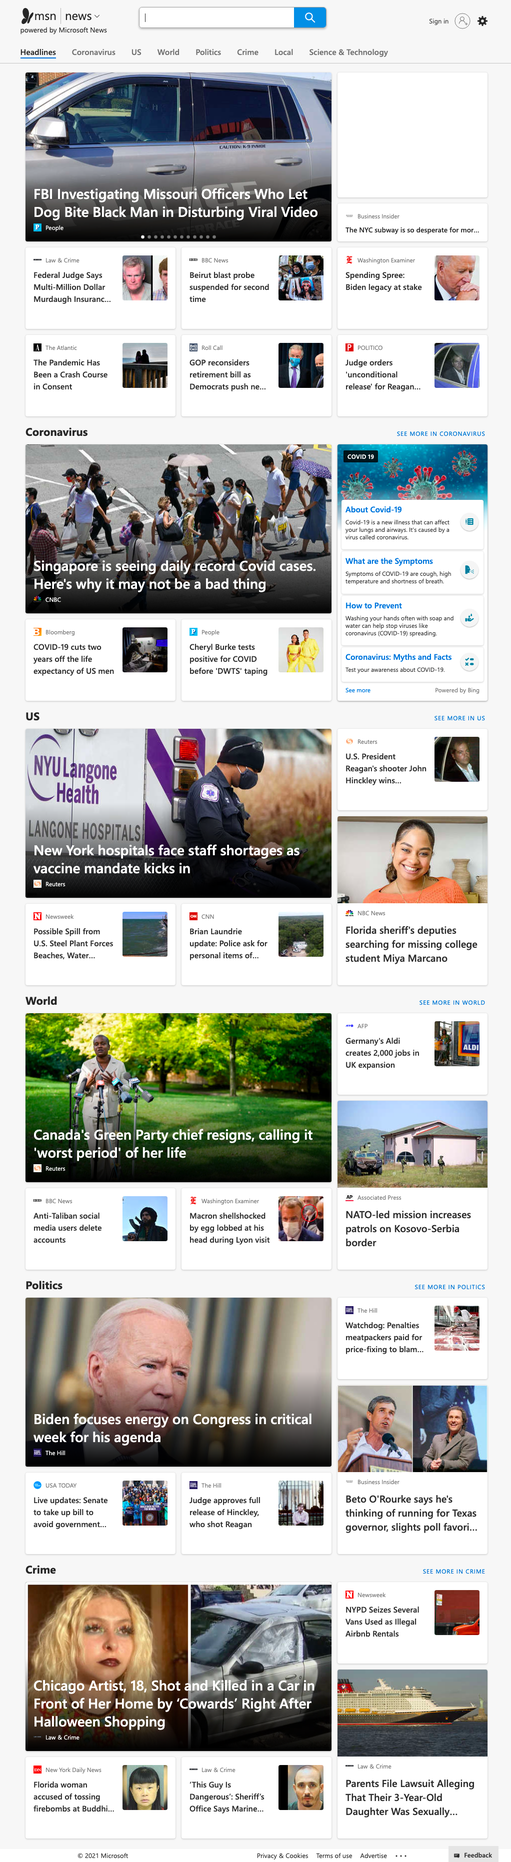 msn | news
powered by Microsoft News
Sign in
Headlines Coronavirus US World Politics Crime Local Science & Technology
CAUTION: K-9 INSIDE
FBI Investigating Missouri Officers Who Let
Dog Bite Black Man in Disturbing Viral Video
People
Business Insider
The NYC subway is so desperate for mor...
Law & Crime
Federal Judge Says
Multi-Million Dollar
Murdaugh Insuranc...
BBC News
Beirut blast probe
suspended for second
time
Washington Examiner
Spending Spree:
Biden legacy at stake
The Atlantic
The Pandemic Has
Been a Crash Course
in Consent
Roll Call
GOP reconsiders
retirement bill as
Democrats push ne...
POLITICO
Judge orders
'unconditional
release' for Reagan...
Coronavirus
SEE MORE IN CORONAVIRUS
Singapore is seeing daily record Covid cases.
Here's why it may not be a bad thing
CNBC
COVID 19
About Covid-19
Covid-19 is a new illness that can affect
your lungs and airways. It's caused by a
virus called coronavirus.
What are the Symptoms
Symptoms of COVID-19 are cough, high
temperature and shortness of breath.
How to Prevent
Washing your hands often with soap and
water can help stop viruses like
coronavirus (COVID-19) spreading.
Coronavirus: Myths and Facts
Test your awareness about COVID-19.
See more
Powered by Bing
Bloomberg
COVID-19 cuts two
years off the life
expectancy of US men
People
Cheryl Burke tests
positive for COVID
before 'DWTS' taping
US
SEE MORE IN US
NYU Langone
Health
LANGONE HOSPITALS
New York hospitals face staff shortages as
vaccine mandate kicks in
Reuters
Reuters
U.S. President
Reagan's shooter John
Hinckley wins...
NBC News
Florida sheriff's deputies
searching for missing college
student Miya Marcano
Newsweek
Possible Spill from
U.S. Steel Plant Forces
Beaches, Water...
CNN
Brian Laundrie
update: Police ask for
personal items of...
World
SEE MORE IN WORLD
Canada's Green Party chief resigns, calling it
'worst period' of her life
Reuters
AFP
Germany's Aldi
creates 2,000 jobs in
UK expansion
ALDI
AP Associated Press
NATO-led mission increases
patrols on Kosovo-Serbia
border
BBC News
Anti-Taliban social
media users delete
accounts
Washington Examiner
Macron shellshocked
by egg lobbed at his
head during Lyon visit
Politics
SEE MORE IN POLITICS
Biden focuses energy on Congress in critical
week for his agenda
The Hill
The Hill
Watchdog: Penalties
meatpackers paid for
price-fixing to blam...
Business Insider
Beto O'Rourke says he's
thinking of running for Texas
governor, slights poll favori...
USA TODAY
Live updates: Senate
to take up bill to
avoid government...
The Hill
Judge approves full
release of Hinckley,
who shot Reagan
Crime
SEE MORE IN CRIME
Chicago Artist, 18, Shot and Killed in a Car in
Front of Her Home by ‘Cowards’ Right After
Halloween Shopping
Law & Crime
Newsweek
NYPD Seizes Several
Vans Used as Illegal
Airbnb Rentals
Law & Crime
Parents File Lawsuit Alleging
That Their 3-Year-Old
Daughter Was Sexually...
New York Daily News
Florida woman
accused of tossing
firebombs at Buddhi...
Law & Crime
'This Guy Is
Dangerous': Sheriff's
Office Says Marine...
© 2021 Microsoft
Privacy & Cookies Terms of use Advertise ...
Feedback